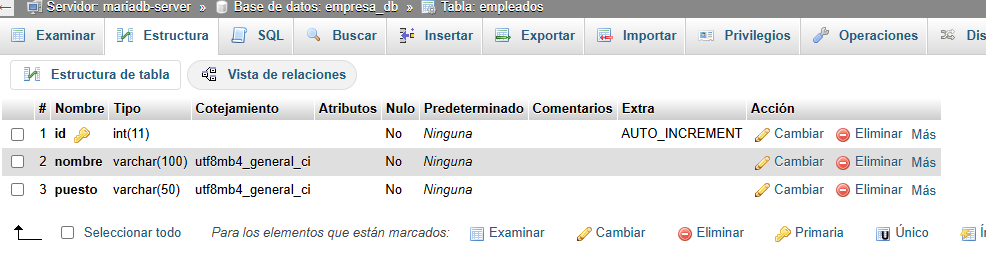 Servidor: mariadb-server » Base de datos: empresa_db » Tabla: empleados
Examinar Estructura SQL Buscar Insertar Exportar Importar Privilegios Operaciones
Estructura de tabla Vista de relaciones
# Nombre Tipo Cotejamiento Atributos Nulo Predeterminado Comentarios Extra Acción
1 id int(11) No Ninguna AUTO_INCREMENT Cambiar Eliminar Más
2 nombre varchar(100) utf8mb4_general_ci No Ninguna Cambiar Eliminar Más
3 puesto varchar(50) utf8mb4_general_ci No Ninguna Cambiar Eliminar Más
Seleccionar todo Para los elementos que están marcados: Examinar Cambiar Eliminar Primaria Único